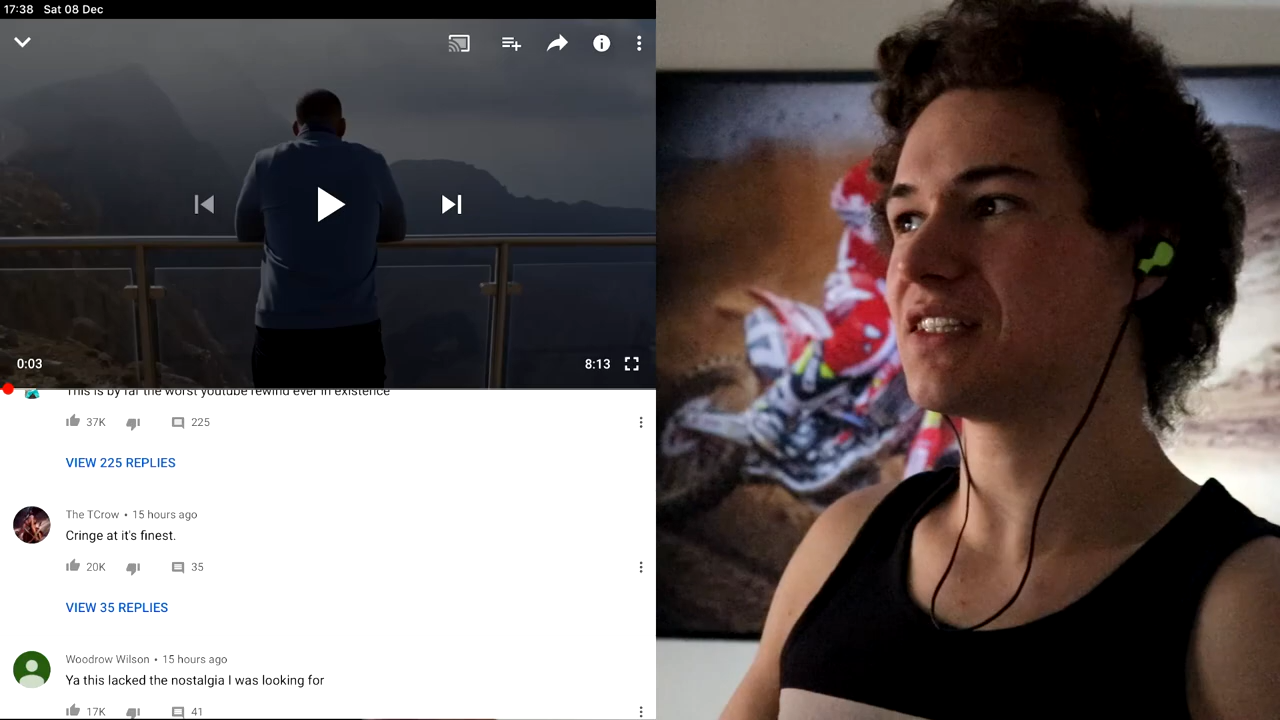 17:38 Sat 08 Dec
0:03
8:13
This is by far the worst youtube rewind ever in existence
37K
225
VIEW 225 REPLIES
The TCrow • 15 hours ago
Cringe at it's finest.
20K
35
VIEW 35 REPLIES
Woodrow Wilson • 15 hours ago
Ya this lacked the nostalgia I was looking for
17K
41